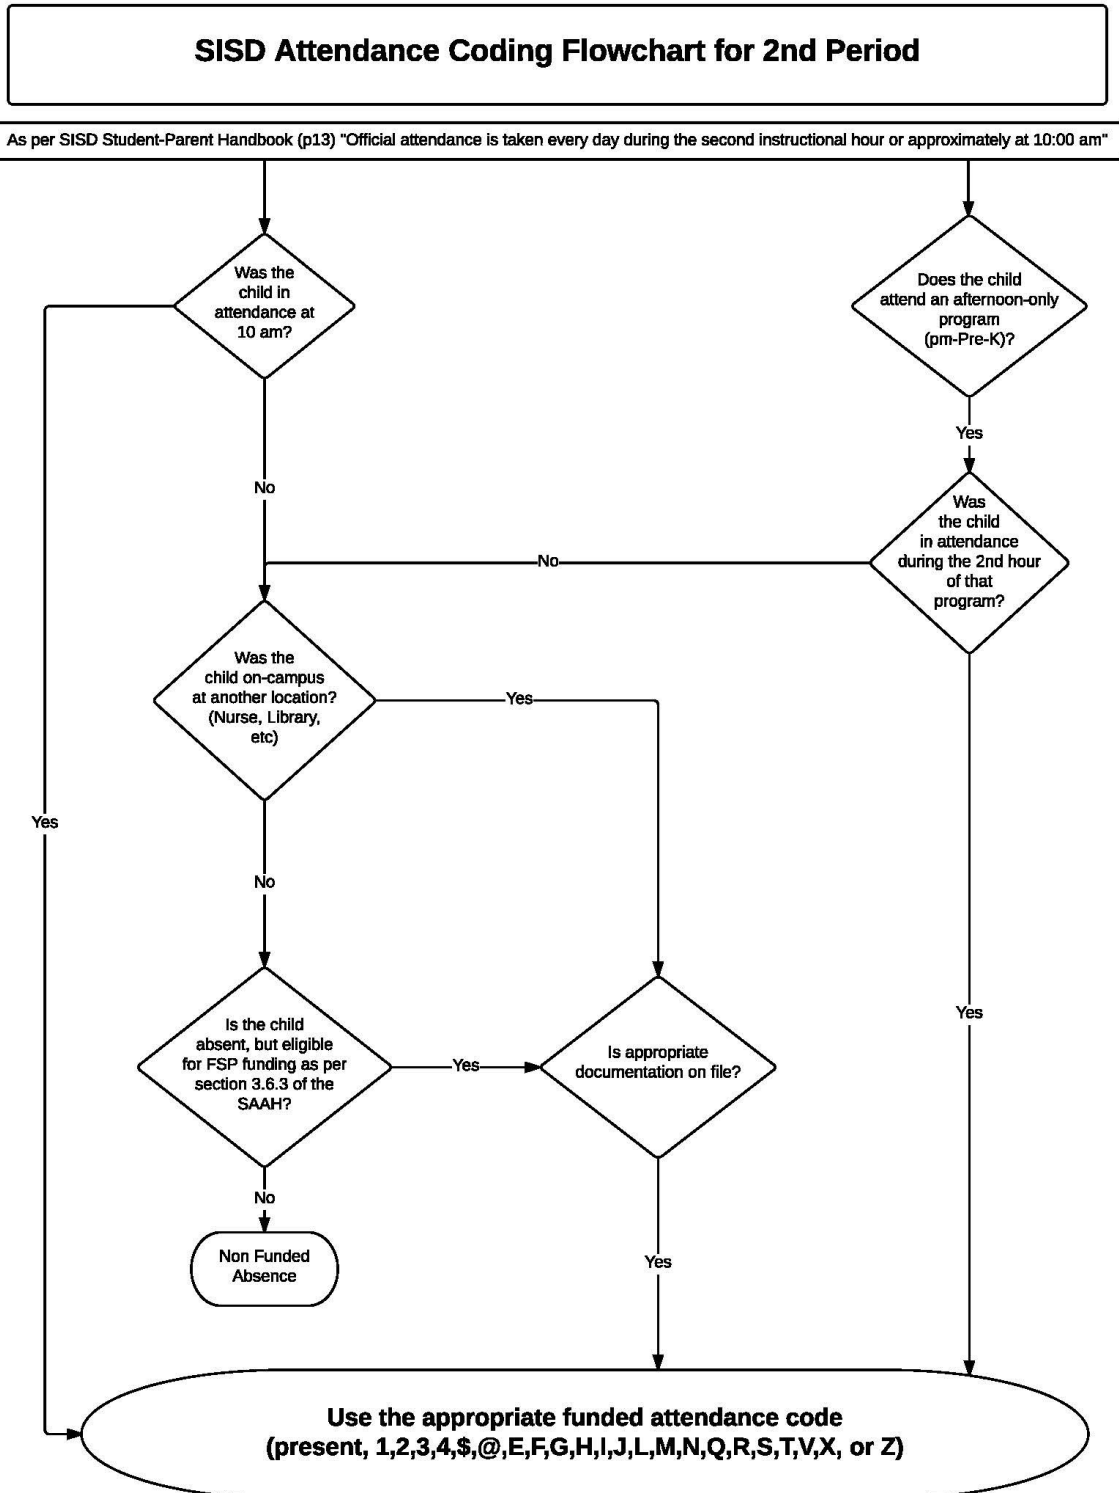 SISD Attendance Coding Flowchart for 2nd Period
As per SISD Student-Parent Handbook (p13) "Official attendance is taken every day during the second instructional hour or approximately at 10:00 am"
Was the
child in
attendance at
10 am?
Does the child
attend an afternoon-only
program
(pm-Pre-K)?
Yes
No
Was
the child
in attendance
during the 2nd hour
of that
program?
No
Was the
child on-campus
at another location?
(Nurse, Library,
etc)
Yes
Yes
No
Is the child
absent, but eligible
for FSP funding as per
section 3.6.3 of the
SAAH?
Yes
Is appropriate
documentation on file?
Yes
No
Non Funded
Absence
Yes
Use the appropriate funded attendance code
(present, 1,2,3,4,$,@,E,F,G,H,I,J,L,M,N,Q,R,S,T,V,X, or Z)